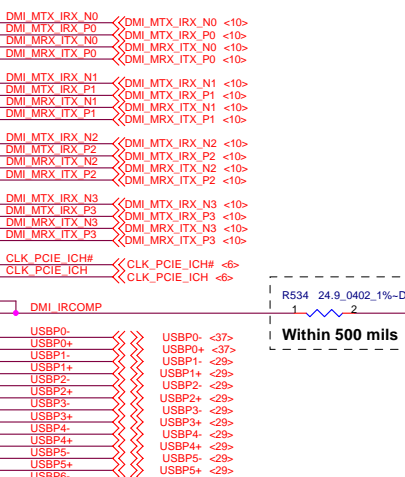 DMI_MTX_IRX_N0 DMI_MTX_IRX_N0 <10>
DMI_MTX_IRX_P0 DMI_MTX_IRX_P0 <10>
DMI_MRX_ITX_N0 DMI_MRX_ITX_N0 <10>
DMI_MRX_ITX_P0 DMI_MRX_ITX_P0 <10>
DMI_MTX_IRX_N1 DMI_MTX_IRX_N1 <10>
DMI_MTX_IRX_P1 DMI_MTX_IRX_P1 <10>
DMI_MRX_ITX_N1 DMI_MRX_ITX_N1 <10>
DMI_MRX_ITX_P1 DMI_MRX_ITX_P1 <10>
DMI_MTX_IRX_N2 DMI_MTX_IRX_N2 <10>
DMI_MTX_IRX_P2 DMI_MTX_IRX_P2 <10>
DMI_MRX_ITX_N2 DMI_MRX_ITX_N2 <10>
DMI_MRX_ITX_P2 DMI_MRX_ITX_P2 <10>
DMI_MTX_IRX_N3 DMI_MTX_IRX_N3 <10>
DMI_MTX_IRX_P3 DMI_MTX_IRX_P3 <10>
DMI_MRX_ITX_N3 DMI_MRX_ITX_N3 <10>
DMI_MRX_ITX_P3 DMI_MRX_ITX_P3 <10>
CLK_PCIE_ICH# CLK_PCIE_ICH# <6>
CLK_PCIE_ICH CLK_PCIE_ICH <6>
R534 24.9_0402_1%~D
DMI_IRCOMP 1 2
Within 500 mils
USBP0- USBP0- <37>
USBP0+ USBP0+ <37>
USBP1- USBP1- <29>
USBP1+ USBP1+ <29>
USBP2- USBP2- <29>
USBP2+ USBP2+ <29>
USBP3- USBP3- <29>
USBP3+ USBP3+ <29>
USBP4- USBP4- <29>
USBP4+ USBP4+ <29>
USBP5- USBP5- <29>
USBP5+ USBP5+ <29>
USBP6-